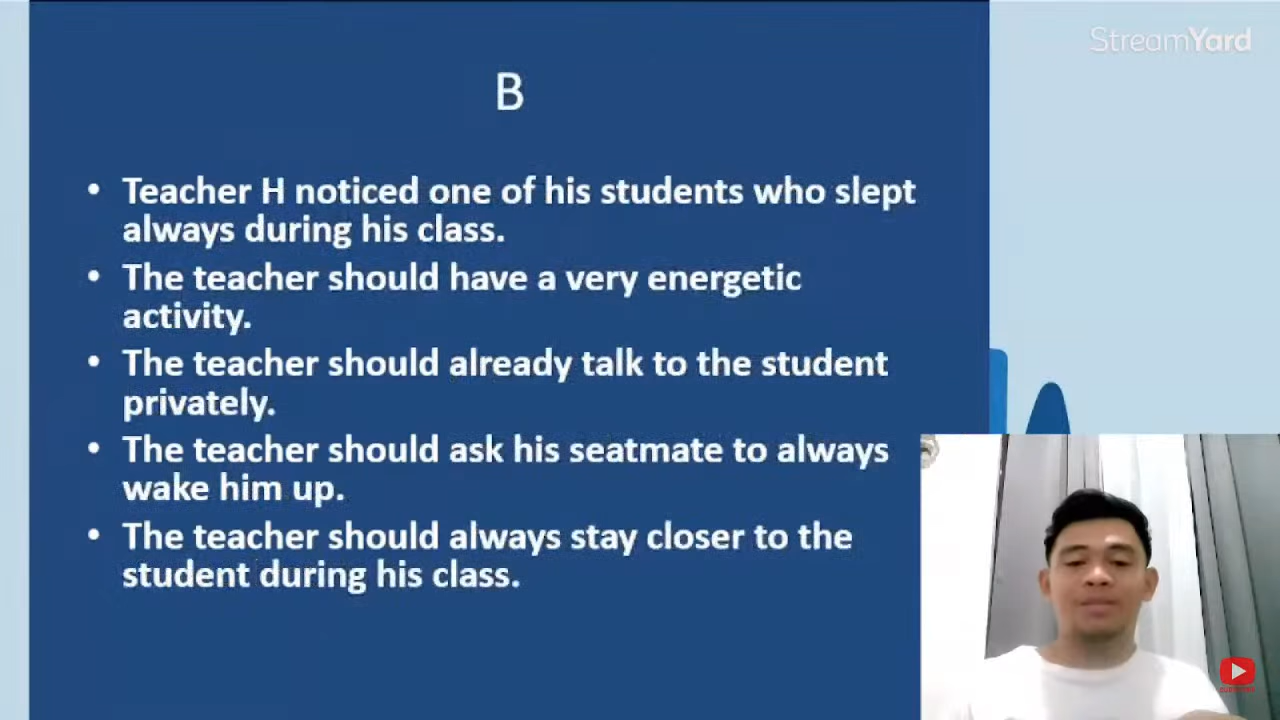 StreamYard
B
• Teacher H noticed one of his students who slept
always during his class.
• The teacher should have a very energetic
activity.
• The teacher should already talk to the student
privately.
• The teacher should ask his seatmate to always
wake him up.
• The teacher should always stay closer to the
student during his class.